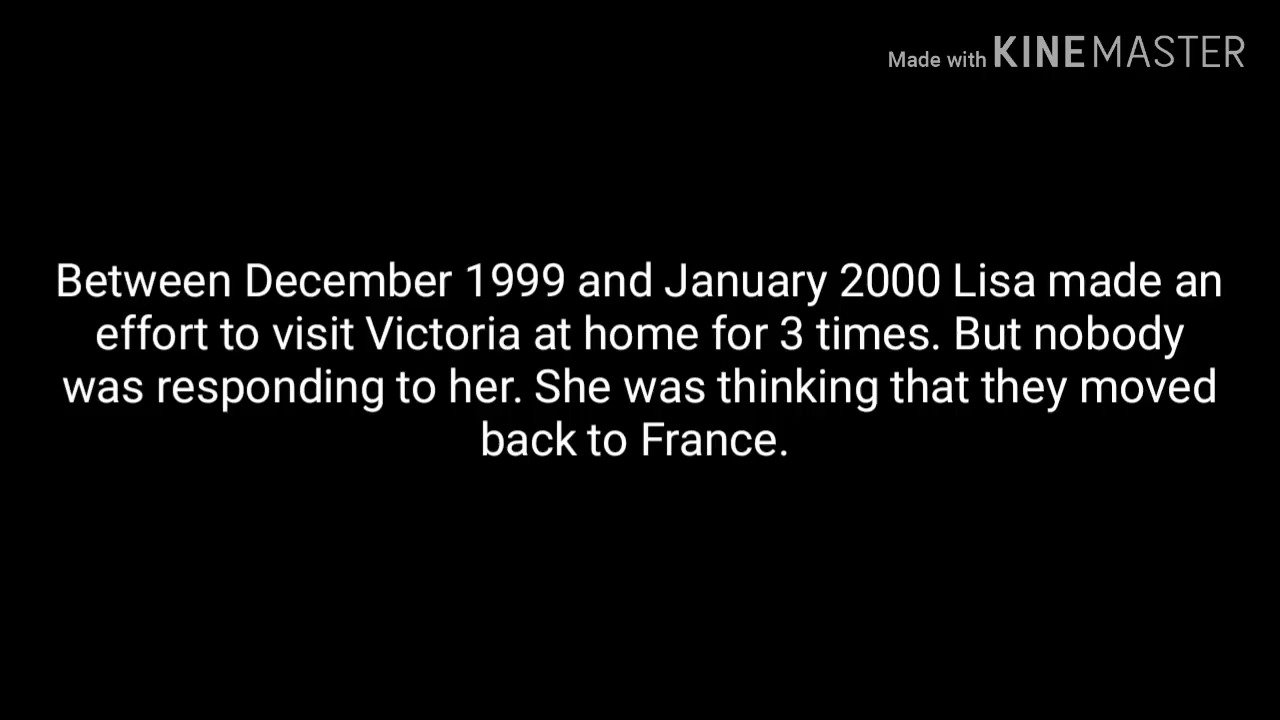 Made with KINEMASTER
Between December 1999 and January 2000 Lisa made an
effort to visit Victoria at home for 3 times. But nobody
was responding to her. She was thinking that they moved
back to France.